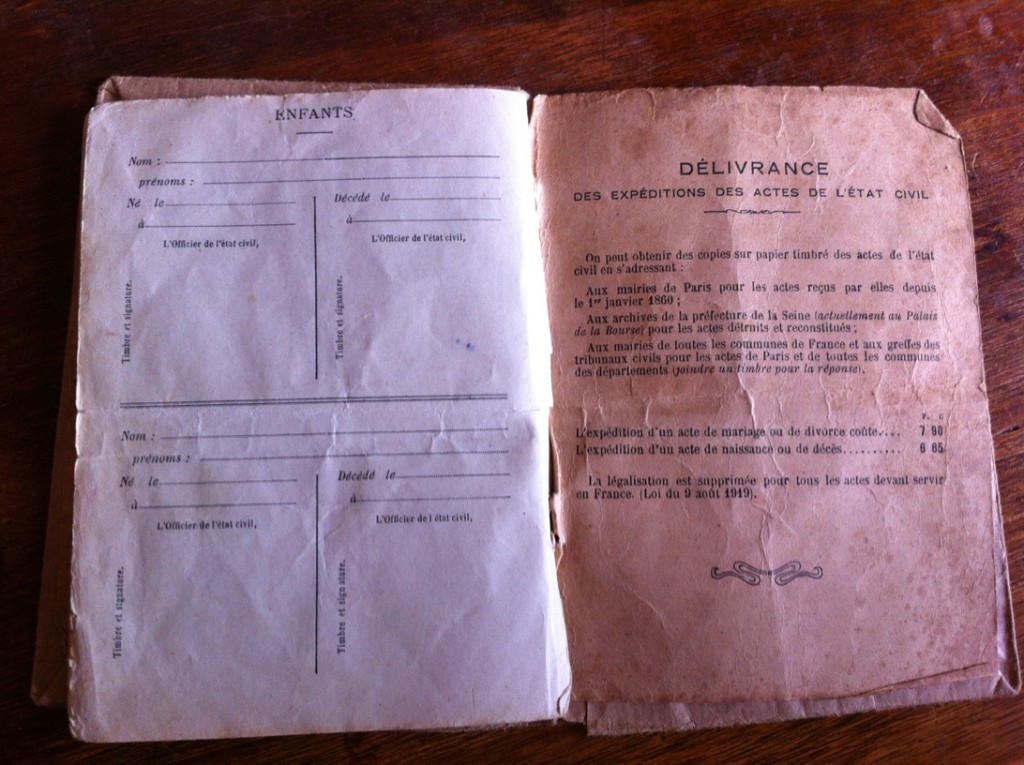 ENFANTS
Nom :
prénoms :
Né le
à
L'Officier de l'état civil,
Timbre et signature.
Décédé le
à
L'Officier de l'état civil,
Timbre et signature.
Nom :
prénoms :
Né le
à
L'Officier de l'état civil,
Timbre et signature.
Décédé le
à
L'Officier de l'état civil,
Timbre et signature.
DÉLIVRANCE
DES EXPÉDITIONS DES ACTES DE L'ÉTAT CIVIL
On peut obtenir des copies sur papier timbré des actes de l'état
civil en s'adressant :
Aux mairies de Paris pour les actes reçus par elles depuis
le 1er janvier 1860 ;
Aux archives de la préfecture de la Seine (actuellement au Palais
de la Bourse) pour les actes détruits et reconstitués ;
Aux mairies de toutes les communes de France et aux greffes des
tribunaux civils pour les actes de Paris et de toutes les communes
des départements (joindre un timbre pour la réponse).
F. C
L'expédition d'un acte de mariage ou de divorce coûte.... 7 90
L'expédition d'un acte de naissance ou de décès.......... 6 65
La légalisation est supprimée pour tous les actes devant servir
en France. (Loi du 9 août 1919).